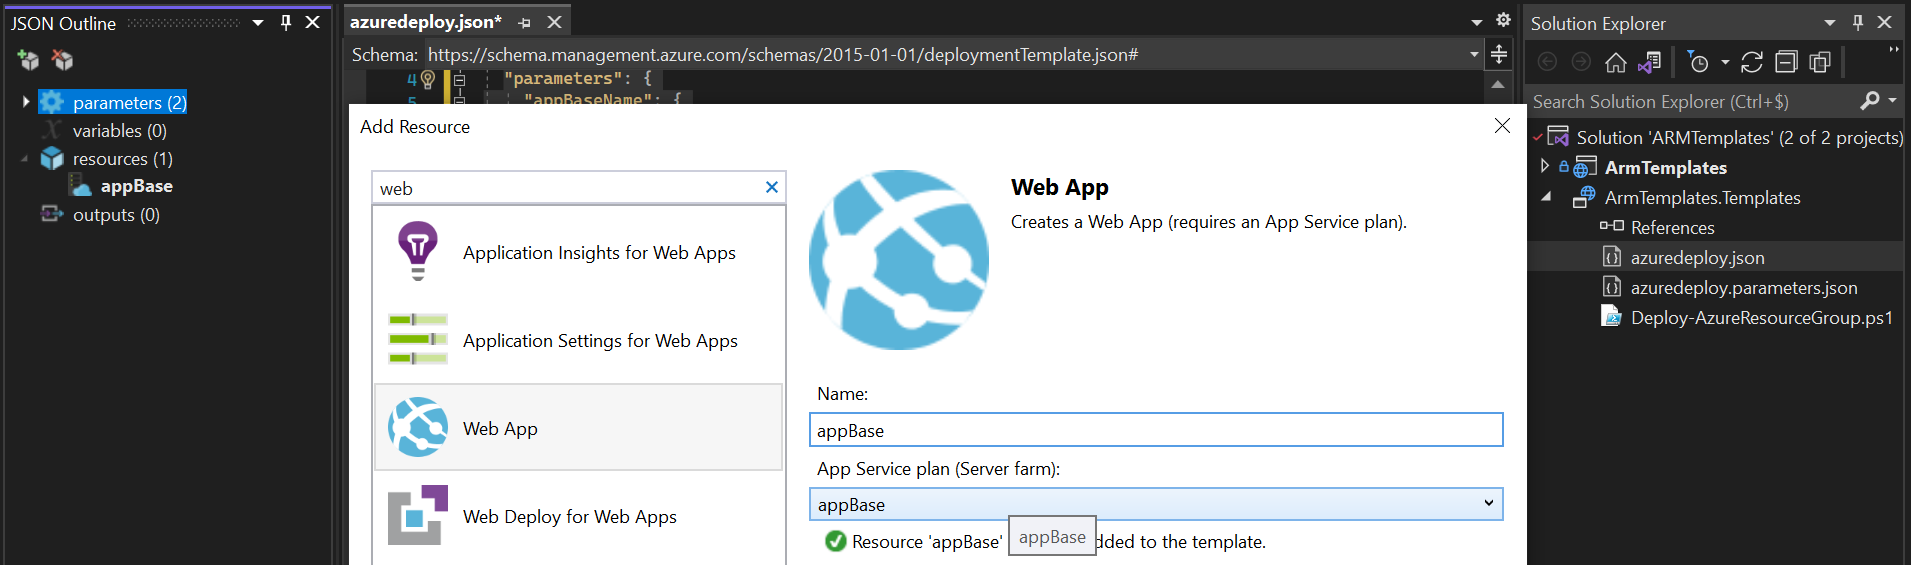 JSON Outline
parameters (2)
variables (0)
resources (1)
appBase
outputs (0)
azuredeploy.json*
Schema: https://schema.management.azure.com/schemas/2015-01-01/deploymentTemplate.json#
4 "parameters": {
5 "appBaseName": {
Add Resource
web
Application Insights for Web Apps
Application Settings for Web Apps
Web App
Web Deploy for Web Apps
Web App
Creates a Web App (requires an App Service plan).
Name:
appBase
App Service plan (Server farm):
appBase
Resource 'appBase' dded to the template.
appBase
Solution Explorer
Search Solution Explorer (Ctrl+$)
Solution 'ARMTemplates' (2 of 2 projects)
ArmTemplates
ArmTemplates.Templates
References
azuredeploy.json
azuredeploy.parameters.json
Deploy-AzureResourceGroup.ps1